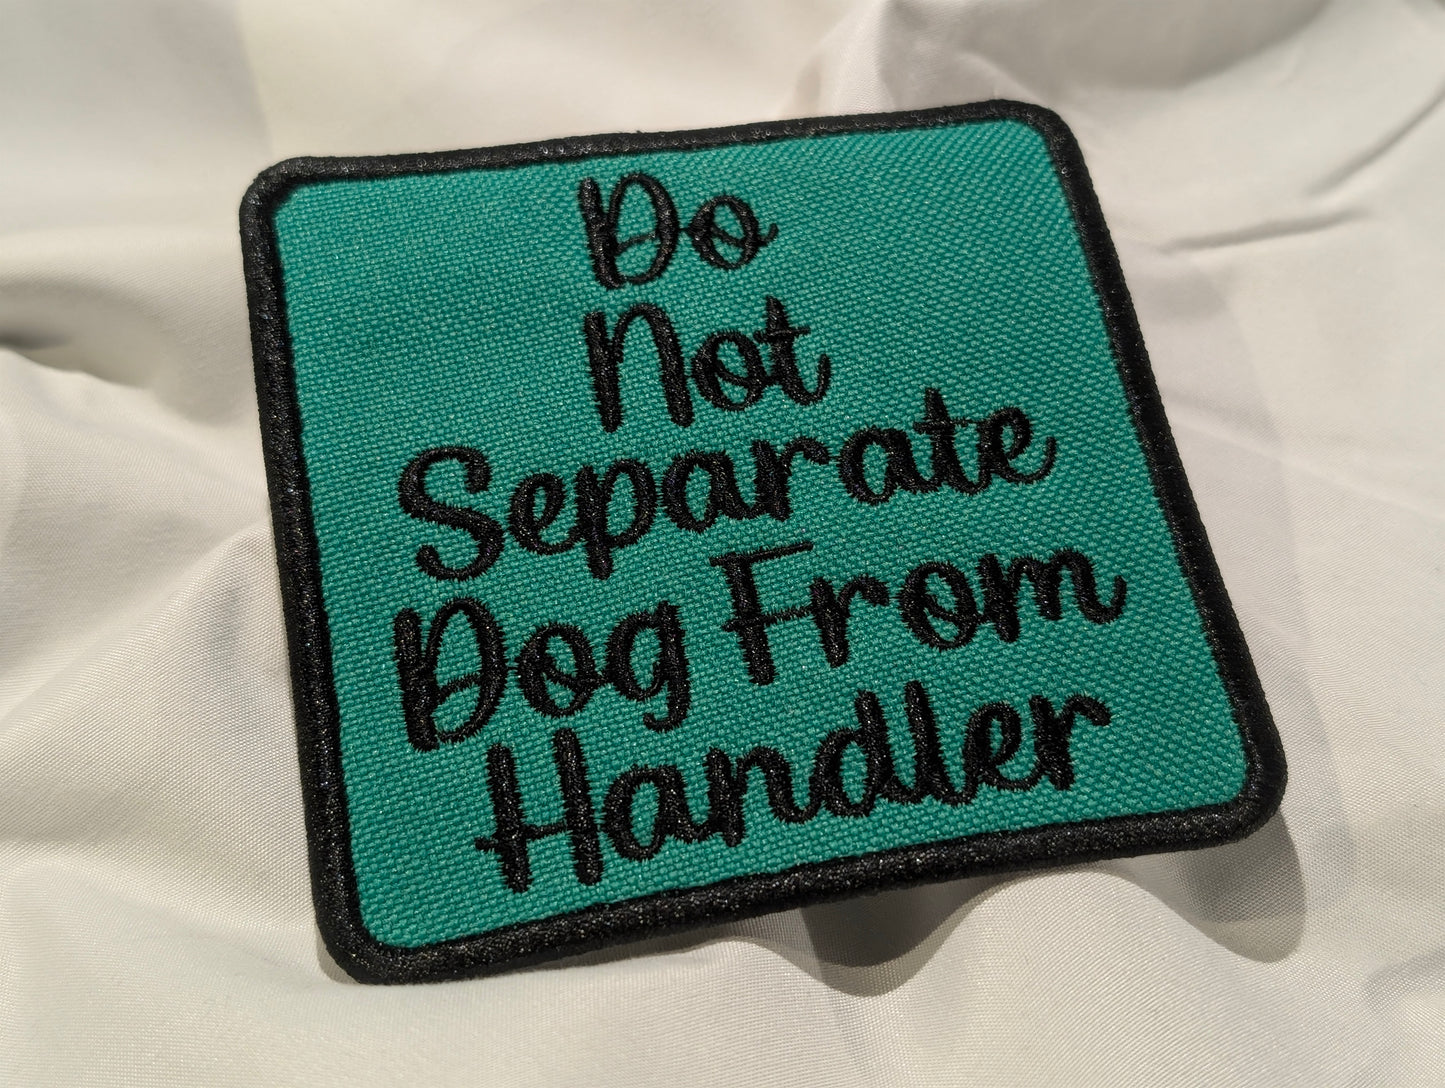 Do
Not
Separate
Dog From
Handler